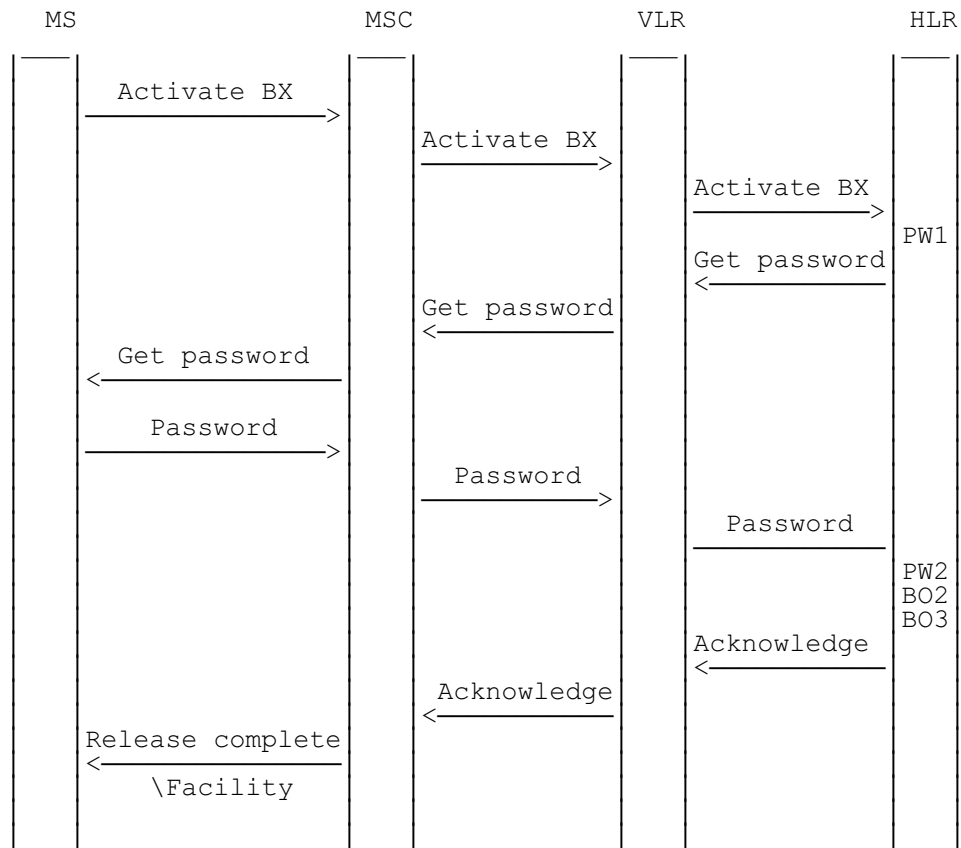 MS MSC VLR HLR
Activate BX
Activate BX
Activate BX
PW1
Get password
Get password
Get password
Password
Password
Password
PW2
BO2
BO3
Acknowledge
Acknowledge
Release complete
\Facility